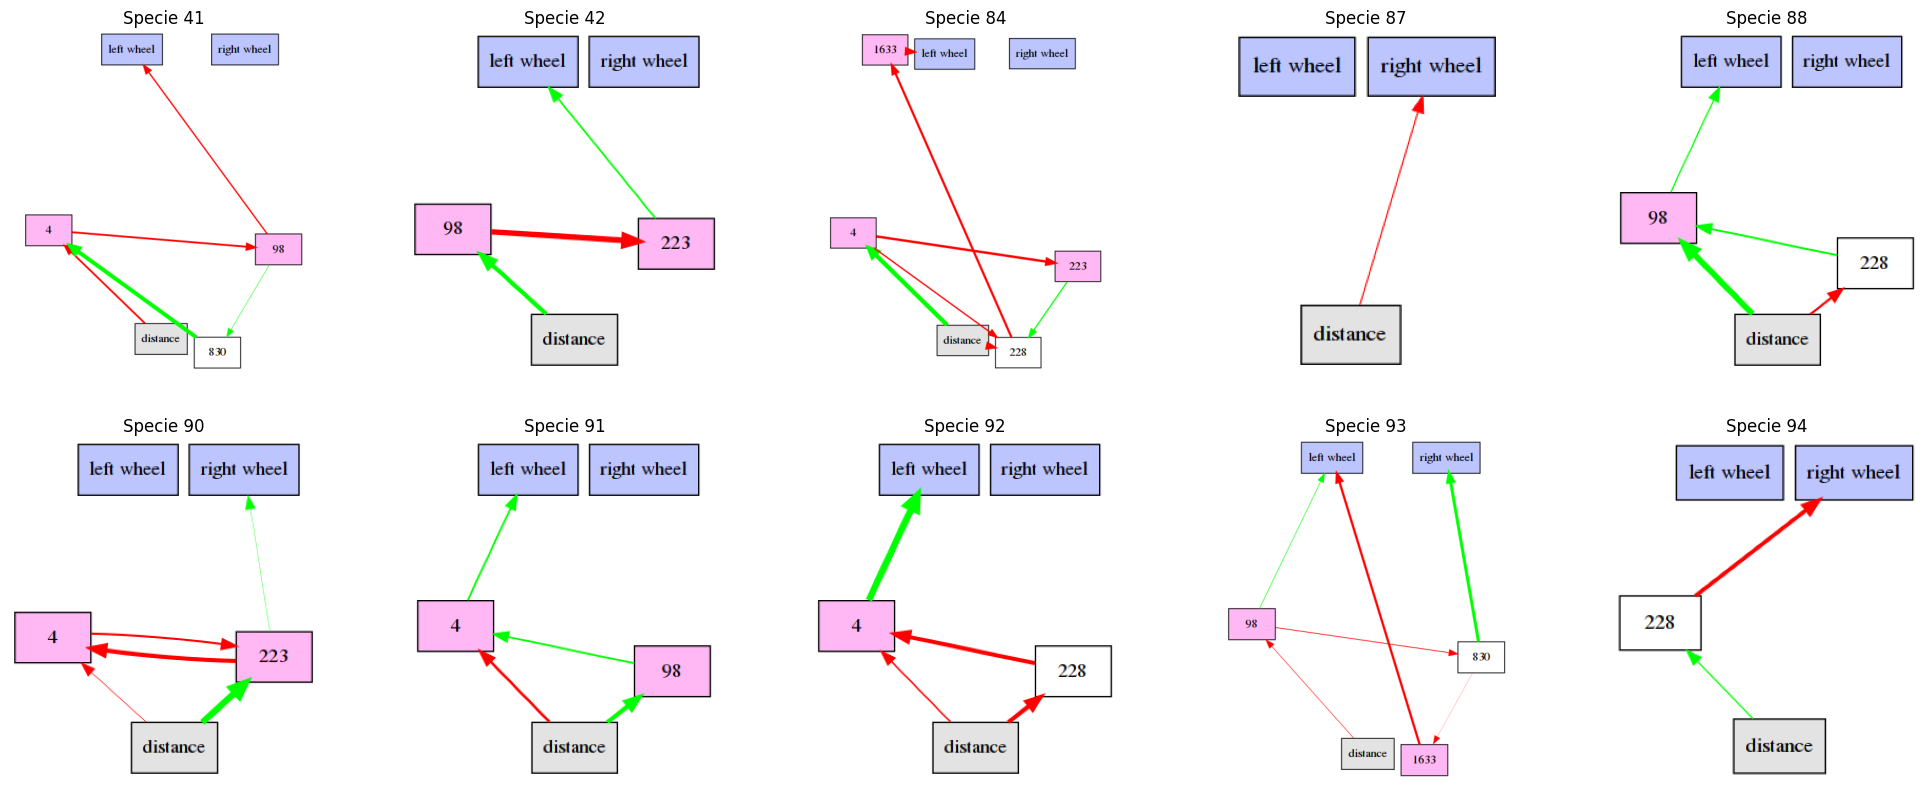 Specie 41
left wheel
right wheel
4
98
distance
830
Specie 42
left wheel
right wheel
98
223
distance
Specie 84
1633
left wheel
right wheel
4
223
distance
228
Specie 87
left wheel
right wheel
distance
Specie 88
left wheel
right wheel
98
228
distance
Specie 90
left wheel
right wheel
4
223
distance
Specie 91
left wheel
right wheel
4
98
distance
Specie 92
left wheel
right wheel
4
228
distance
Specie 93
left wheel
right wheel
98
830
distance
1633
Specie 94
left wheel
right wheel
228
distance